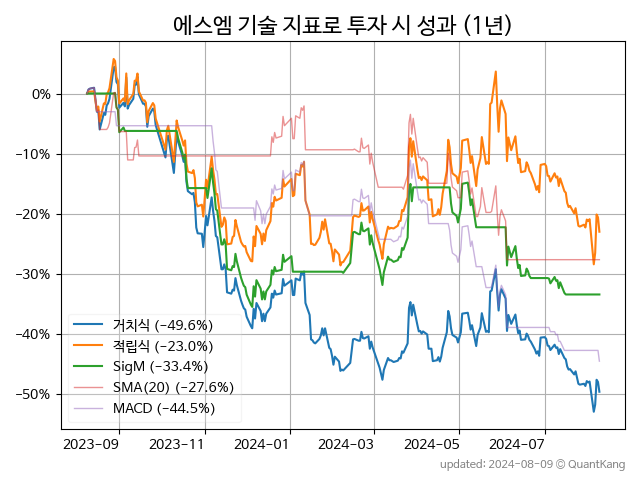 에스엠 기술 지표로 투자 시 성과 (1년)
0%
−10%
−20%
−30%
−40%
−50%
거치식 (−49.6%)
적립식 (−23.0%)
SigM (−33.4%)
SMA(20) (−27.6%)
MACD (−44.5%)
2023-09
2023-11
2024-01
2024-03
2024-05
2024-07
updated: 2024-08-09 © QuantKang